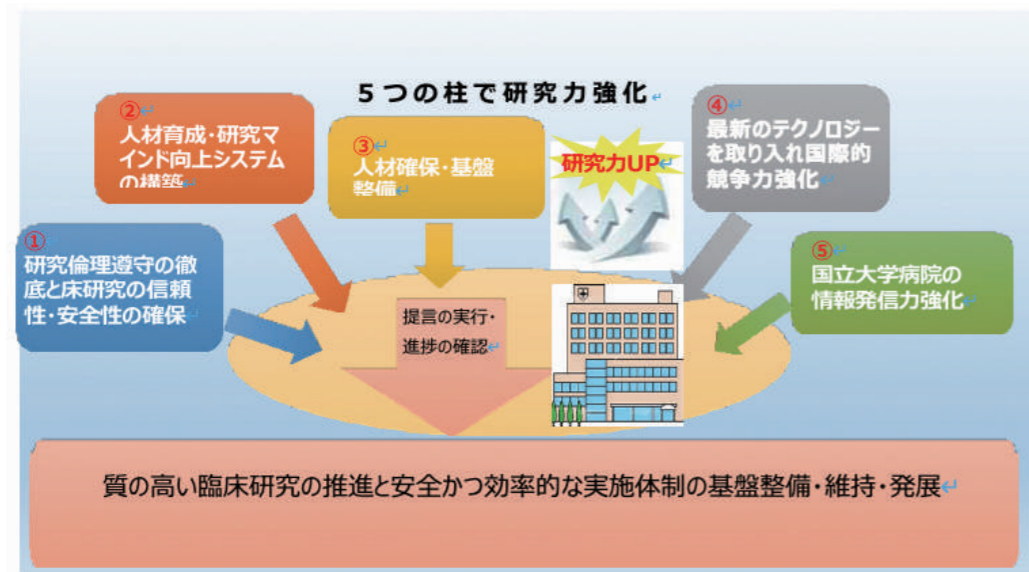 5つの柱で研究力強化
①
研究倫理遵守の徹
底と床研究の信頼
性・安全性の確保
②
人材育成・研究マ
インド向上システム
の構築
③
人材確保・基盤
整備
研究力UP
④
最新のテクノロジー
を取り入れ国際的
競争力強化
⑤
国立大学病院の
情報発信力強化
提言の実行・
進捗の確認
質の高い臨床研究の推進と安全かつ効率的な実施体制の基盤整備・維持・発展